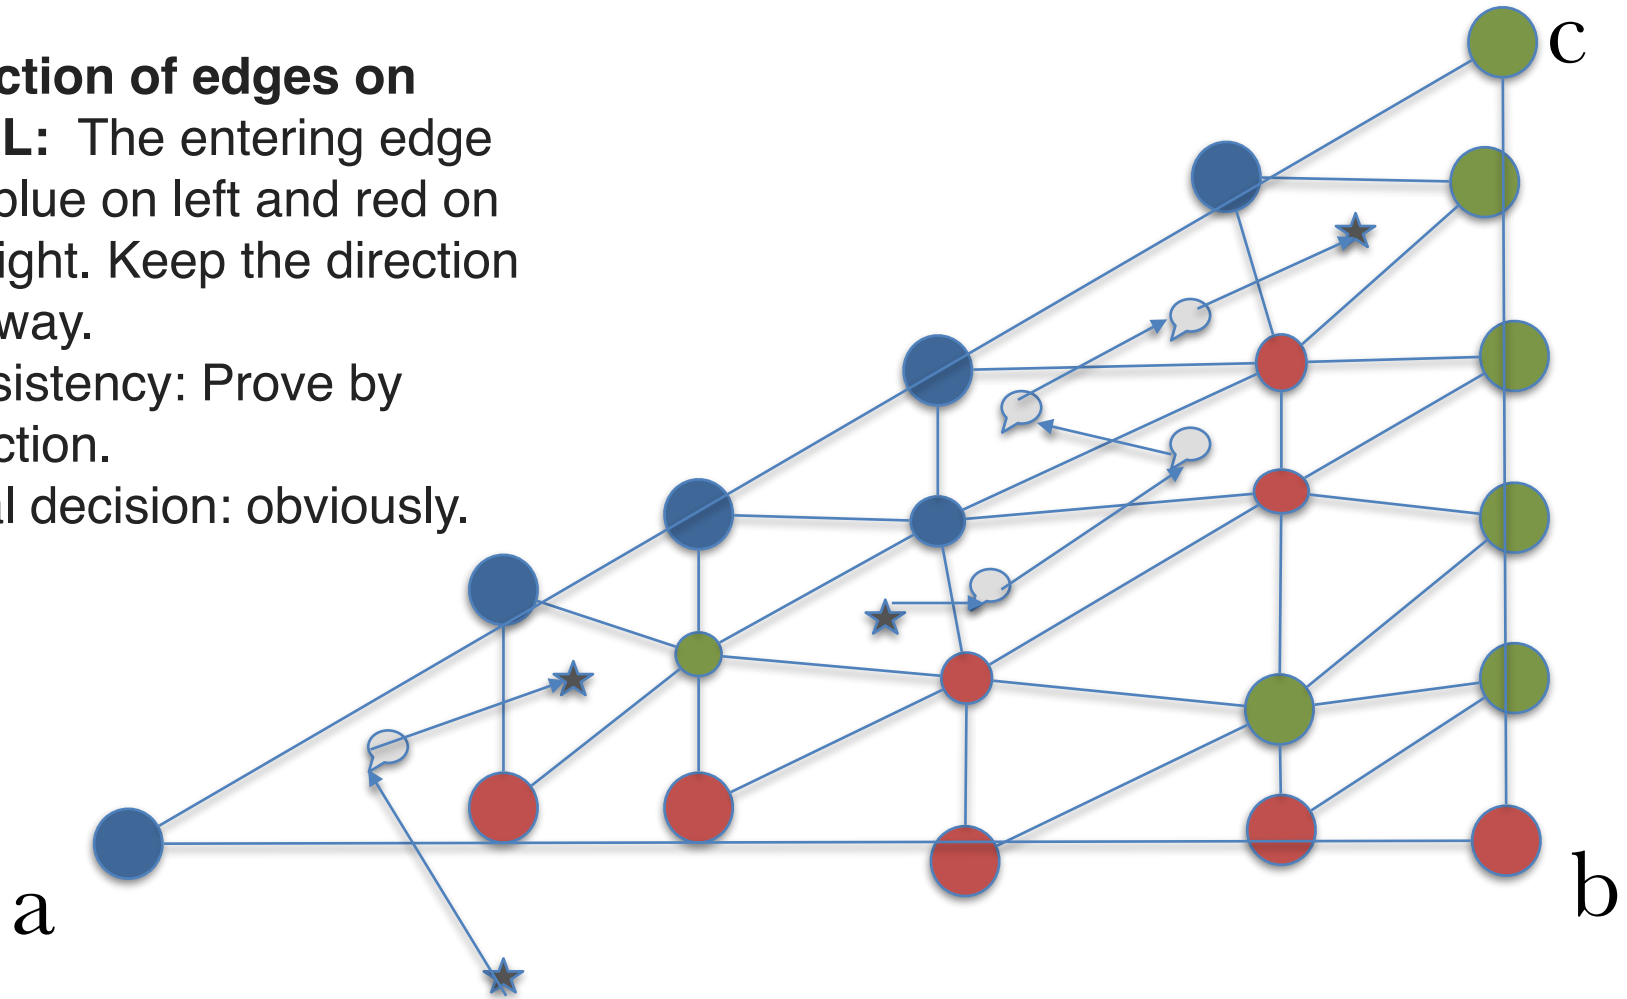 ction of edges on
L: The entering edge
blue on left and red on
ight. Keep the direction
way.
sistency: Prove by
ction.
l decision: obviously.
c
a
b